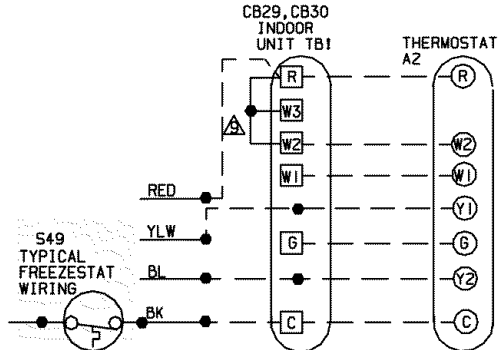 CB29,CB30
INDOOR
UNIT TB1
THERMOSTAT
A2
R
R
W3
9
W2
W2
W1
W1
RED
Y1
YLW
S49
TYPICAL
FREEZESTAT
WIRING
G
G
BL
Y2
BK
C
C